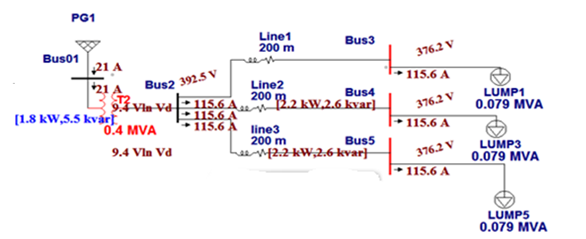 PG1
Bus01
21 A
21 A
T2
[1.8 kW,5.5 kvar]
0.4 MVA
Bus2
392.5 V
9.4 Vln Vd
9.4 Vln Vd
115.6 A
115.6 A
115.6 A
Line1
200 m
Line2
200 m
[2.2 kW,2.6 kvar]
line3
200 m
[2.2 kW,2.6 kvar]
Bus3
376.2 V
115.6 A
LUMP1
0.079 MVA
Bus4
376.2 V
115.6 A
LUMP3
0.079 MVA
Bus5
376.2 V
115.6 A
LUMP5
0.079 MVA